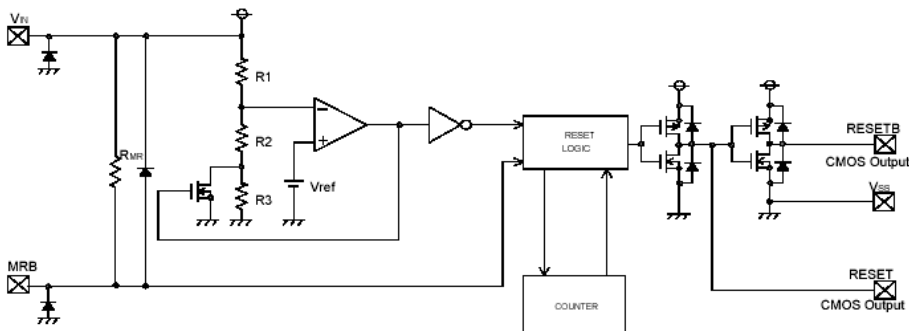 VIN
R1
R2
RMR
R3
Vref
−
+
RESET
LOGIC
RESETB
CMOS Output
VSS
MRB
COUNTER
RESET
CMOS Output